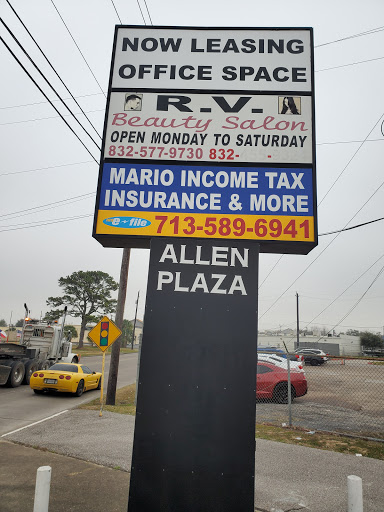 NOW LEASING
OFFICE SPACE
R.V.
Beauty Salon
OPEN MONDAY TO SATURDAY
832-577-9730 832- - 
MARIO INCOME TAX
INSURANCE & MORE
e-file 713-589-6941
ALLEN
PLAZA